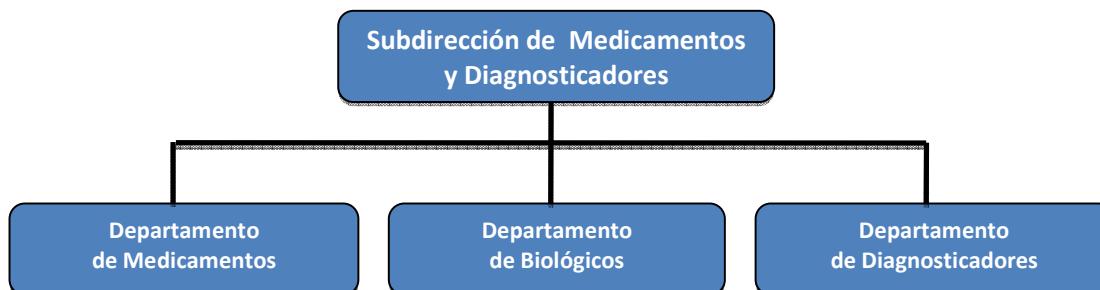 Subdirección de Medicamentos
y Diagnosticadores
Departamento
de Medicamentos
Departamento
de Biológicos
Departamento
de Diagnosticadores